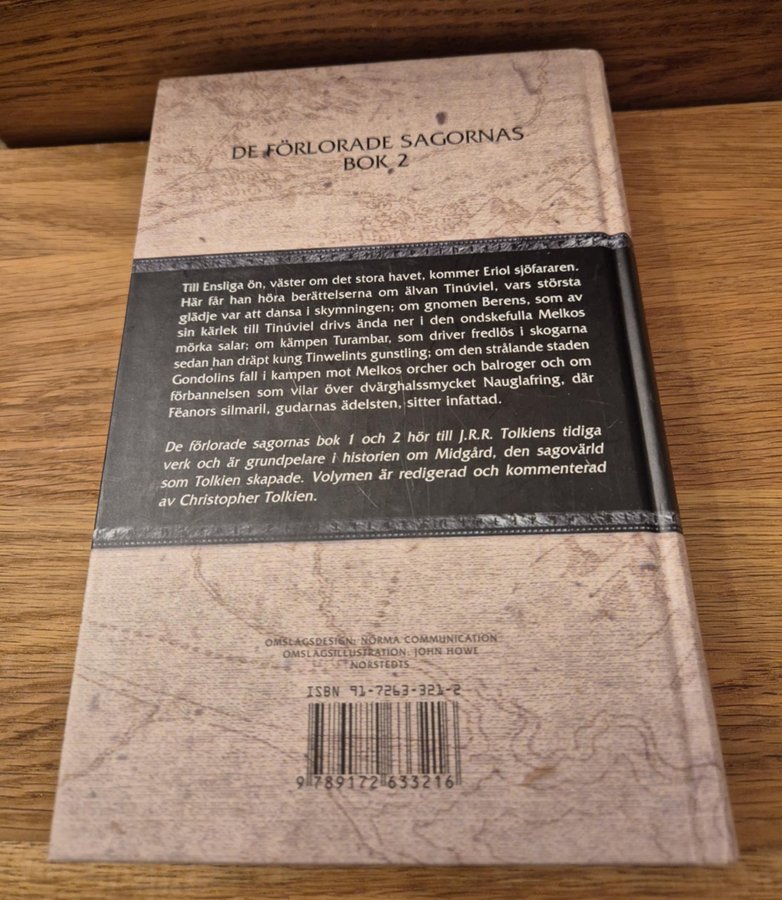 DE FÖRLORADE SAGORNAS
BOK 2
Till Ensliga ön, väster om det stora havet, kommer Eriol sjöfararen.
Här får han höra berättelserna om älvan Tinúviel, vars största
glädje var att dansa i skymningen; om gnomen Berens, som av
sin kärlek till Tinúviel drivs ända ner i den ondskefulla Melkos
mörka salar; om kämpen Turambar, som driver fredlös i skogarna
sedan han dräpt kung Tinwelints gunstling; om den strålande staden
Gondolins fall i kampen mot Melkos orcher och balroger och om
förbannelsen som vilar över dvärghalssmycket Nauglafring, där
Fëanors silmaril, gudarnas ädelsten, sitter infattad.
De förlorade sagornas bok 1 och 2 hör till J.R.R. Tolkiens tidiga
verk och är grundpelare i historien om Midgård, den sagovärld
som Tolkien skapade. Volymen är redigerad och kommenterad
av Christopher Tolkien.
OMSLAGSDESIGN: NORMA COMMUNICATION
OMSLAGSILLUSTRATION: JOHN HOWE
NORSTEDTS
ISBN 91-7263-321-2
9 789172 633216